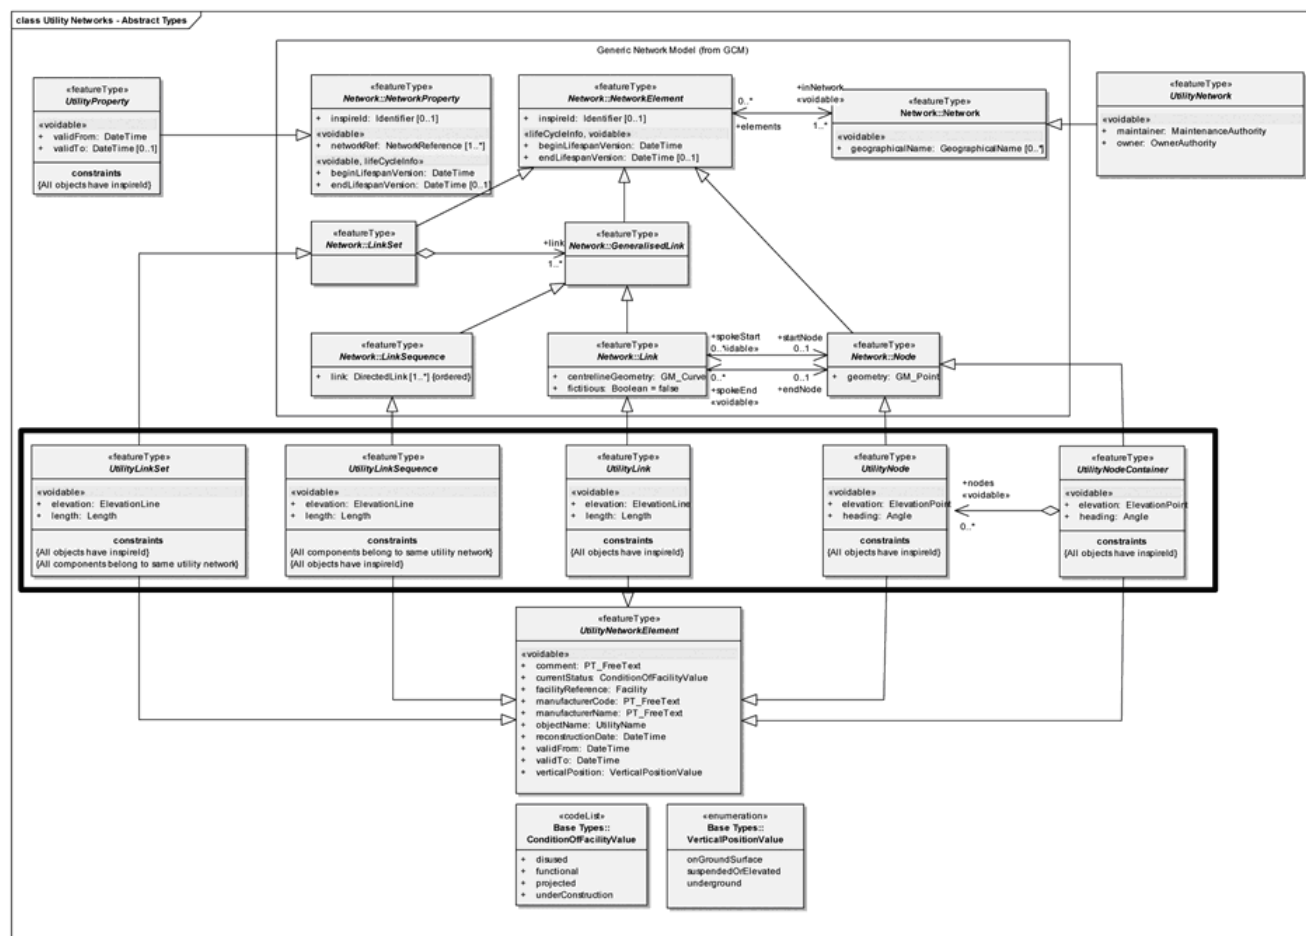 class Utility Networks - Abstract Types
Generic Network Model (from GCM)
«featureType»
UtilityProperty
«voidable»
+ validFrom: DateTime
+ validTo: DateTime [0..1]
constraints
{All objects have inspireId}
«featureType»
Network::NetworkProperty
+ inspireId: Identifier [0..1]
«voidable»
+ networkRef: NetworkReference [1..*]
«voidable, lifeCycleInfo»
+ beginLifespanVersion: DateTime
+ endLifespanVersion: DateTime [0..1]
«featureType»
Network::NetworkElement
+ inspireId: Identifier [0..1]
«lifeCycleInfo, voidable»
+ beginLifespanVersion: DateTime
+ endLifespanVersion: DateTime [0..1]
0..*
+elements
+inNetwork
«voidable»
1..*
«featureType»
Network::Network
«voidable»
+ geographicalName: GeographicalName [0..*]
«featureType»
UtilityNetwork
«voidable»
+ maintainer: MaintenanceAuthority
+ owner: OwnerAuthority
«featureType»
Network::LinkSet
+link
1..*
«featureType»
Network::GeneralisedLink
«featureType»
Network::LinkSequence
+ link: DirectedLink [1..*] {ordered}
«featureType»
Network::Link
+ centrelineGeometry: GM_Curve
+ fictitious: Boolean = false
+spokeStart
0..*idable»
+startNode
0..1
0..*
+spokeEnd
«voidable»
0..1
+endNode
«featureType»
Network::Node
+ geometry: GM_Point
«featureType»
UtilityLinkSet
«voidable»
+ elevation: ElevationLine
+ length: Length
constraints
{All objects have inspireId}
{All components belong to same utility network}
«featureType»
UtilityLinkSequence
«voidable»
+ elevation: ElevationLine
+ length: Length
constraints
{All components belong to same utility network}
{All objects have inspireId}
«featureType»
UtilityLink
«voidable»
+ elevation: ElevationLine
+ length: Length
constraints
{All objects have inspireId}
«featureType»
UtilityNode
«voidable»
+ elevation: ElevationPoint
+ heading: Angle
constraints
{All objects have inspireId}
+nodes
«voidable»
0..*
«featureType»
UtilityNodeContainer
«voidable»
+ elevation: ElevationPoint
+ heading: Angle
constraints
{All objects have inspireId}
«featureType»
UtilityNetworkElement
«voidable»
+ comment: PT_FreeText
+ currentStatus: ConditionOfFacilityValue
+ facilityReference: Facility
+ manufacturerCode: PT_FreeText
+ manufacturerName: PT_FreeText
+ objectName: UtilityName
+ reconstructionDate: DateTime
+ validFrom: DateTime
+ validTo: DateTime
+ verticalPosition: VerticalPositionValue
«codeList»
Base Types::
ConditionOfFacilityValue
+ disused
+ functional
+ projected
+ underConstruction
«enumeration»
Base Types::
VerticalPositionValue
onGroundSurface
suspendedOrElevated
underground